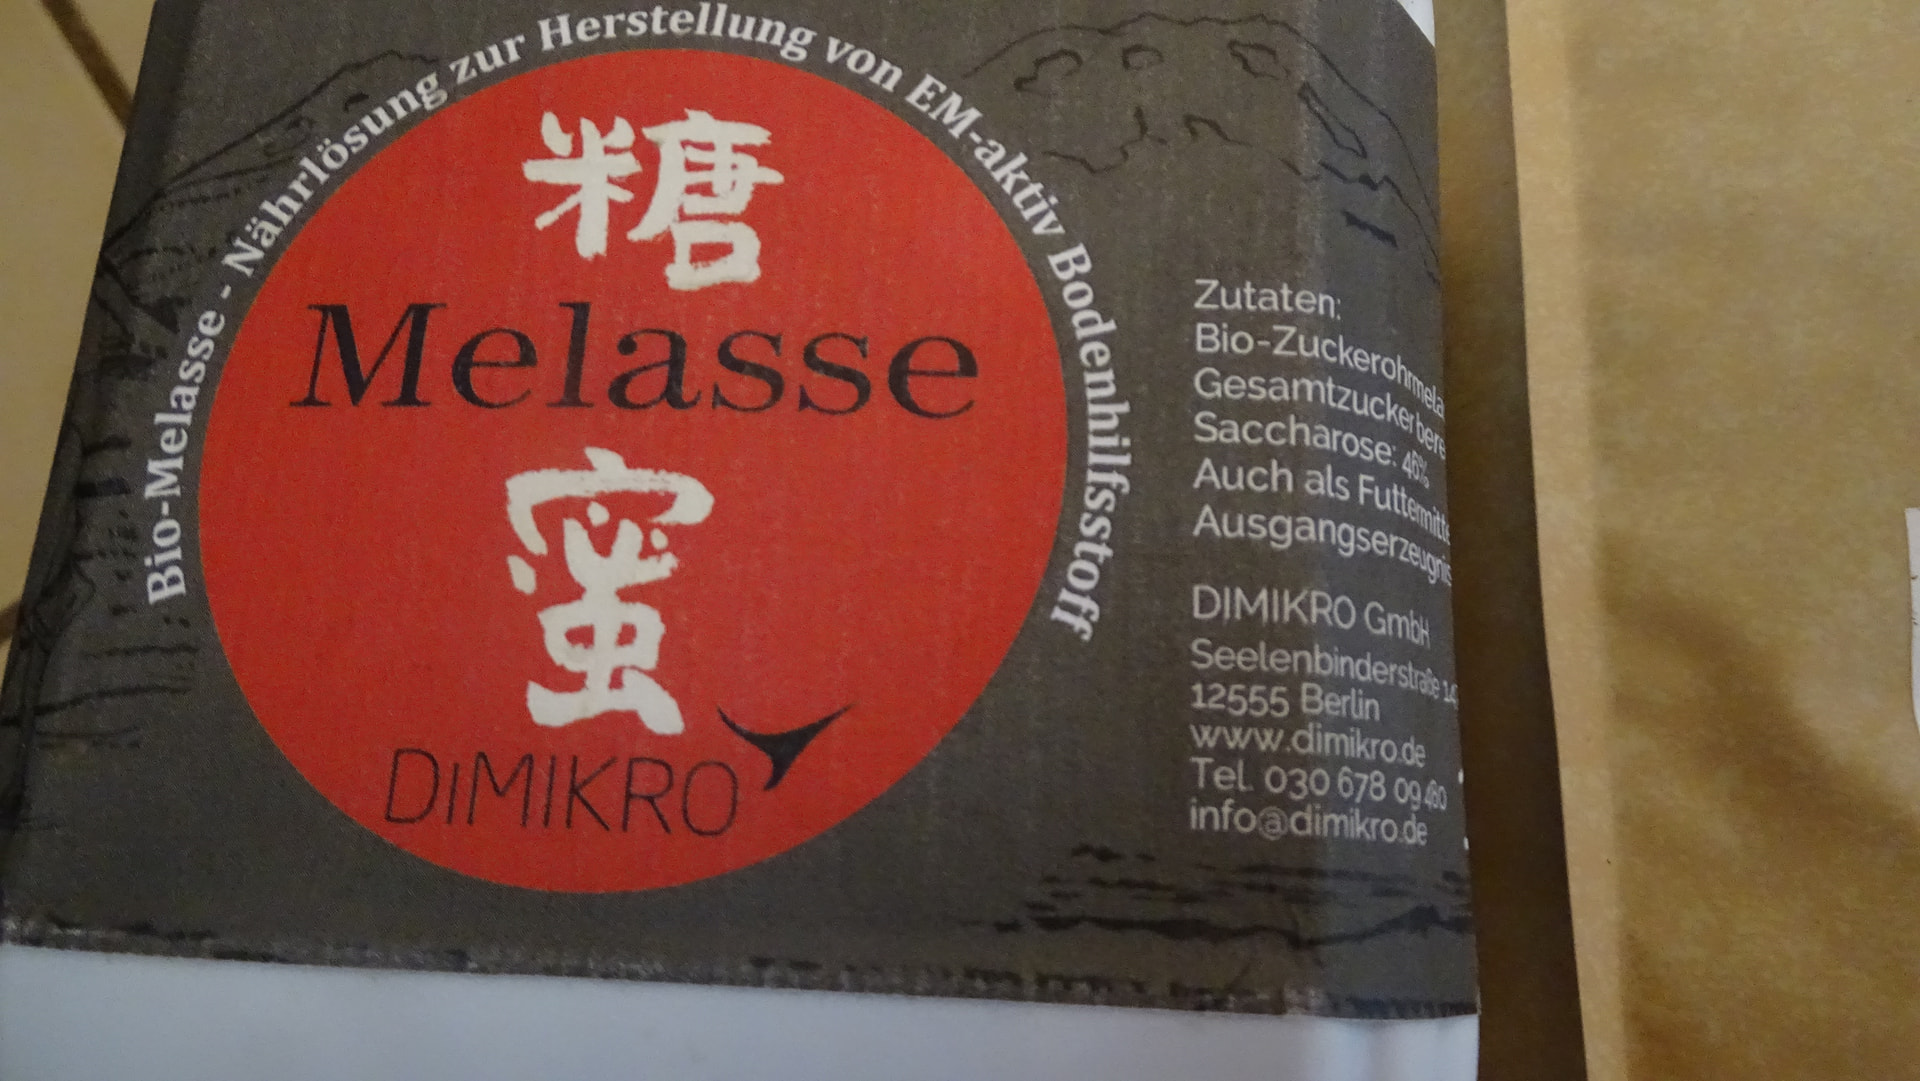 Bio-Melasse - Nährlösung zur Herstellung von EM-aktiv Bodenhilfsstoff
糖
Melasse
蜜
DiMIKRO
Zutaten:
Bio-Zuckerohrmela
Gesamtzuckerbere
Saccharose: 46%
Auch als Futtermitte
Ausgangserzeugnis
DIMIKRO GmbH
Seelenbinderstraße
12555 Berlin
www.dimikro.de
Tel. 030 678 09 480
info@dimikro.de